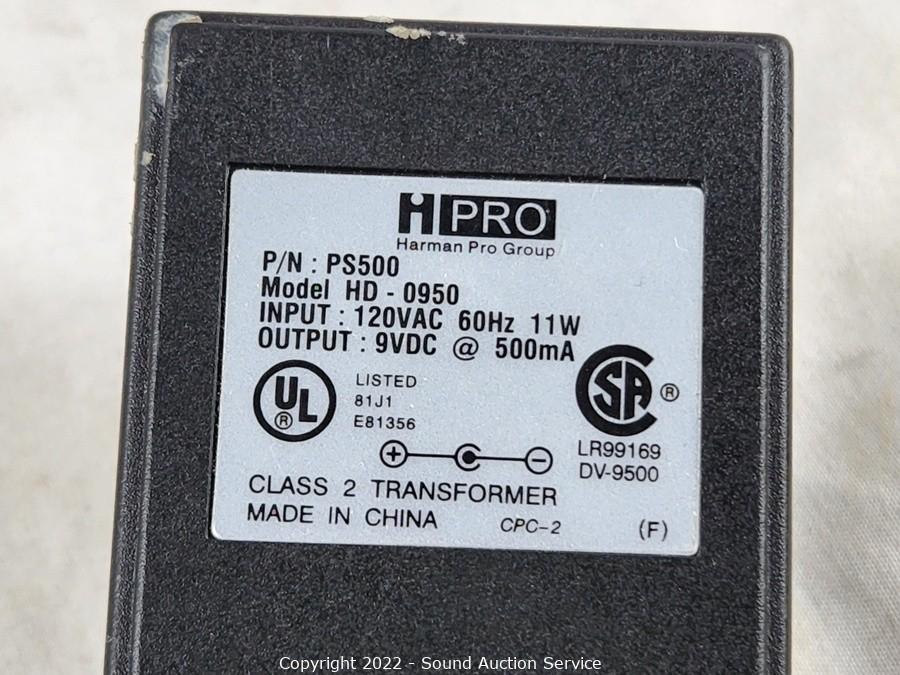 HPRO
Harman Pro Group
P/N : PS500
Model HD - 0950
INPUT : 120VAC 60Hz 11W
OUTPUT : 9VDC @ 500mA
UL ®
LISTED
81J1
E81356
SA ®
LR99169
DV-9500
+ −
CLASS 2 TRANSFORMER
MADE IN CHINA CPC-2 (F)
Copyright 2022 - Sound Auction Service